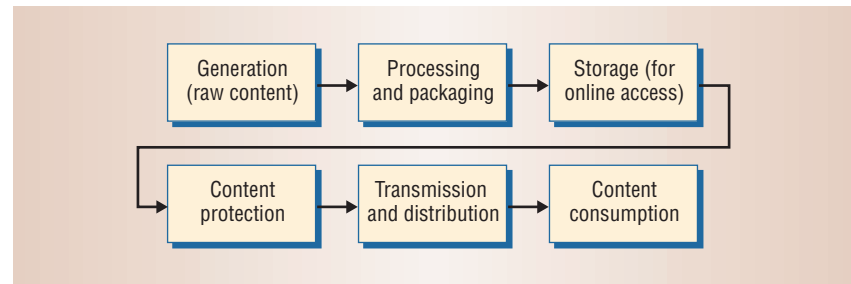 Generation
(raw content)
Processing
and packaging
Storage (for
online access)
Content
protection
Transmission
and distribution
Content
consumption